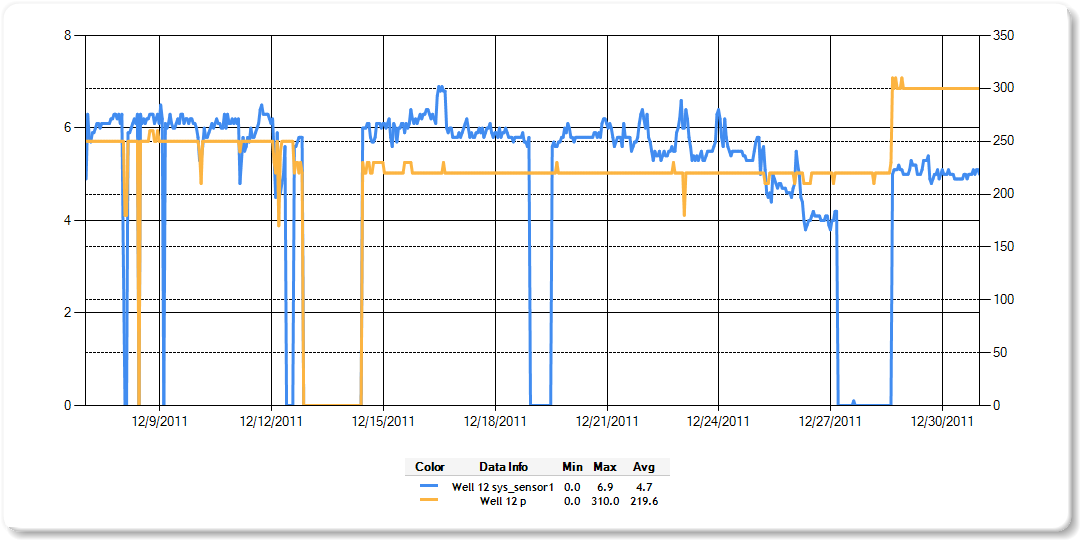 8 350
300
6 250
200
4
150
2 100
50
0 0
12/9/2011 12/12/2011 12/15/2011 12/18/2011 12/21/2011 12/24/2011 12/27/2011 12/30/2011
Color Data Info Min Max Avg
Well 12 sys_sensor1 0.0 6.9 4.7
Well 12 p 0.0 310.0 219.6